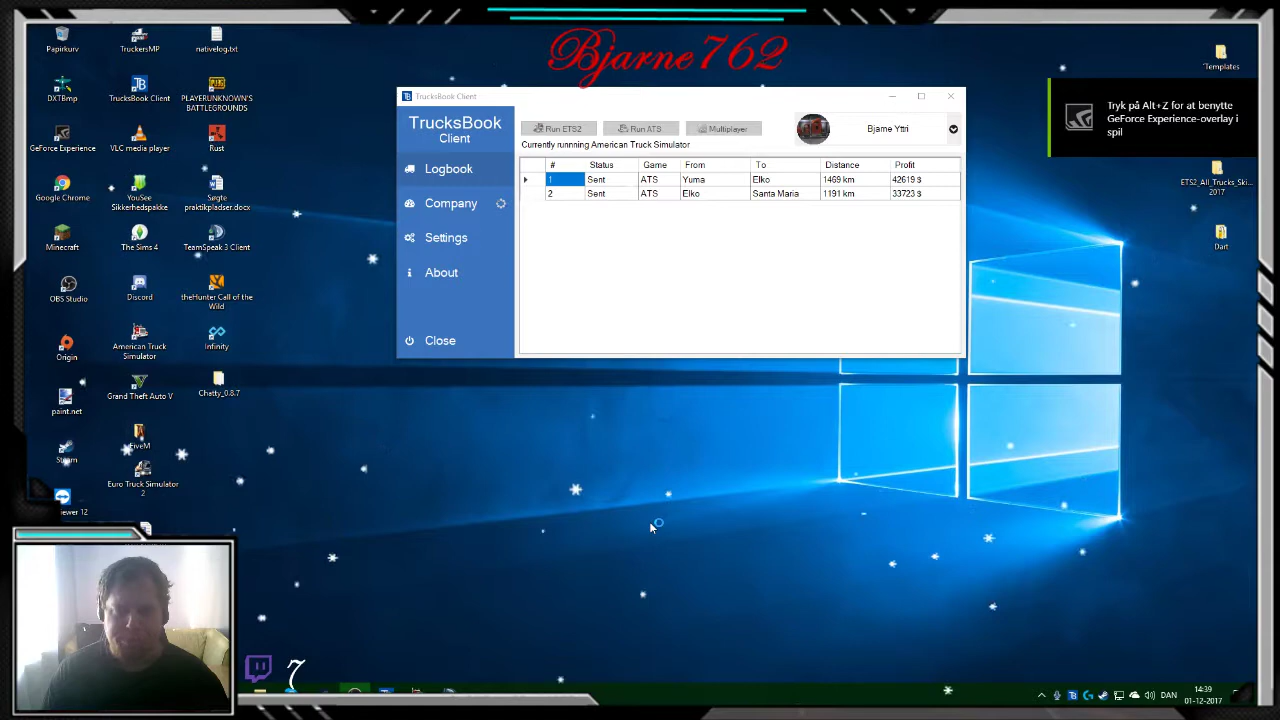 Bjarne762
Papirkurv
TruckersMP
nativelog.txt
DXTBmp
TrucksBook Client
PLAYERUNKNOWN'S
BATTLEGROUNDS
GeForce Experience
VLC media player
Rust
Google Chrome
YouSee
Sikkerhedspakke
Søgte
praktikpladser.docx
Minecraft
The Sims 4
TeamSpeak 3 Client
OBS Studio
Discord
theHunter Call of the
Wild
Origin
American Truck
Simulator
Infinity
paint.net
Grand Theft Auto V
Chatty_0.8.7
Steam
FiveM
Euro Truck Simulator
2
TrucksBook Client
TrucksBook
Client
Logbook
Company
Settings
About
Close
Run ETS2
Run ATS
Multiplayer
Bjarne Yttri
Currently runnning American Truck Simulator
# Status Game From To Distance Profit
1 Sent ATS Yuma Elko 1469 km 42619 $
2 Sent ATS Elko Santa Maria 1191 km 33723 $
Templates
Tryk på Alt+Z for at benytte
GeForce Experience-overlay i
spil
ETS2_All_Trucks_Ski...
2017
Dart
7
DAN
14:39
01-12-2017